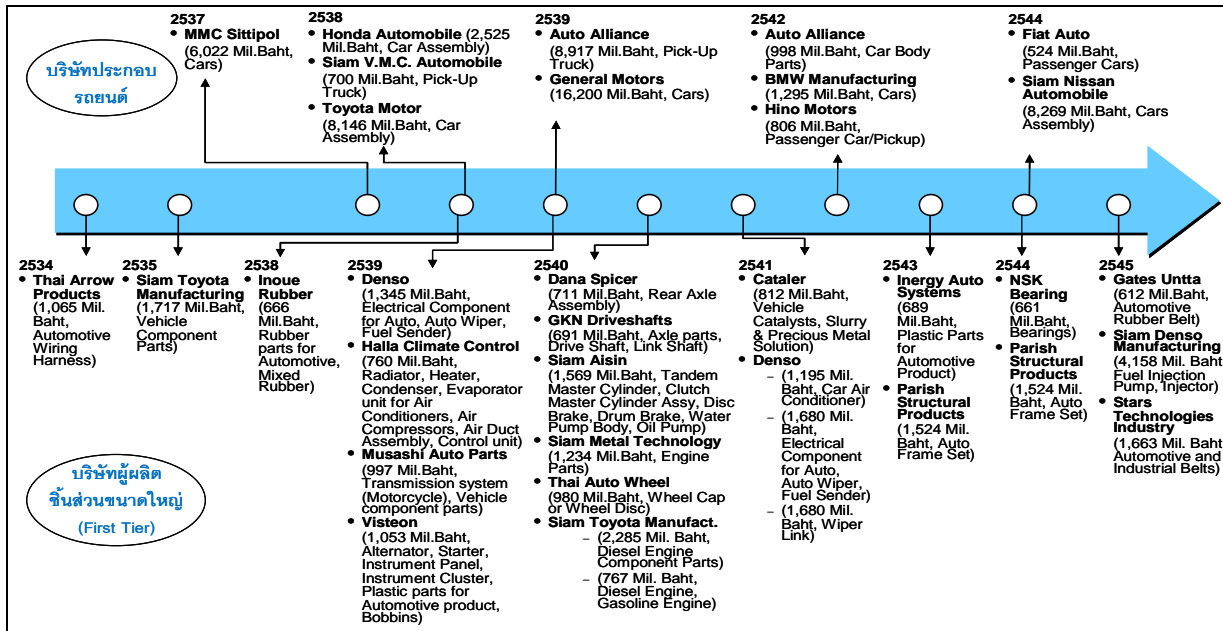 2537
• MMC Sittipol
(6,022 Mil.Baht,
Cars)
2538
• Honda Automobile (2,525
Mil.Baht, Car Assembly)
• Siam V.M.C. Automobile
(700 Mil.Baht, Pick-Up
Truck)
• Toyota Motor
(8,146 Mil.Baht, Car
Assembly)
2539
• Auto Alliance
(8,917 Mil.Baht, Pick-Up
Truck)
• General Motors
(16,200 Mil.Baht, Cars)
2542
• Auto Alliance
(998 Mil.Baht, Car Body
Parts)
• BMW Manufacturing
(1,295 Mil.Baht, Cars)
• Hino Motors
(806 Mil.Baht,
Passenger Car/Pickup)
2544
• Fiat Auto
(524 Mil.Baht,
Passenger Cars)
• Siam Nissan
Automobile
(8,269 Mil.Baht, Cars
Assembly)
บริษัทประกอบ
รถยนต์
2534
• Thai Arrow
Products
(1,065 Mil.
Baht,
Automotive
Wiring
Harness)
2535
• Siam Toyota
Manufacturing
(1,717 Mil.Baht,
Vehicle
Component
Parts)
2538
• Inoue
Rubber
(666
Mil.Baht,
Rubber
parts for
Automotive,
Mixed
Rubber)
2539
• Denso
(1,345 Mil.Baht,
Electrical Component
for Auto, Auto Wiper,
Fuel Sender)
• Halla Climate Control
(760 Mil.Baht,
Radiator, Heater,
Condenser, Evaporator
unit for Air
Conditioners, Air
Compressors, Air Duct
Assembly, Control unit)
• Musashi Auto Parts
(997 Mil.Baht,
Transmission system
(Motorcycle), Vehicle
component parts)
• Visteon
(1,053 Mil.Baht,
Alternator, Starter,
Instrument Panel,
Instrument Cluster,
Plastic parts for
Automotive product,
Bobbins)
2540
• Dana Spicer
(711 Mil.Baht, Rear Axle
Assembly)
• GKN Driveshafts
(691 Mil.Baht, Axle parts,
Drive Shaft, Link Shaft)
• Siam Aisin
(1,569 Mil.Baht, Tandem
Master Cylinder, Clutch
Master Cylinder Assy, Disc
Brake, Drum Brake, Water
Pump Body, Oil Pump)
• Siam Metal Technology
(1,234 Mil.Baht, Engine
Parts)
• Thai Auto Wheel
(980 Mil.Baht, Wheel Cap
or Wheel Disc)
• Siam Toyota Manufact.
– (2,285 Mil. Baht,
Diesel Engine
Component Parts)
– (767 Mil. Baht,
Diesel Engine,
Gasoline Engine)
2541
• Cataler
(812 Mil.Baht,
Vehicle
Catalysts, Slurry
& Precious Metal
Solution)
• Denso
– (1,195 Mil.
Baht, Car Air
Conditioner)
– (1,680 Mil.
Baht,
Electrical
Component
for Auto,
Auto Wiper,
Fuel Sender)
– (1,680 Mil.
Baht, Wiper
Link)
2543
• Inergy Auto
Systems
(689
Mil.Baht,
Plastic Parts
for
Automotive
Product)
• Parish
Structural
Products
(1,524 Mil.
Baht, Auto
Frame Set)
2544
• NSK
Bearing
(661
Mil.Baht,
Bearings)
• Parish
Structural
Products
(1,524 Mil.
Baht, Auto
Frame Set)
2545
• Gates Untta
(612 Mil.Baht,
Automotive
Rubber Belt)
• Siam Denso
Manufacturing
(4,158 Mil. Baht
Fuel Injection
Pump, Injector)
• Stars
Technologies
Industry
(1,663 Mil. Baht
Automotive and
Industrial Belts)
บริษัทผู้ผลิต
ชิ้นส่วนขนาดใหญ่
(First Tier)